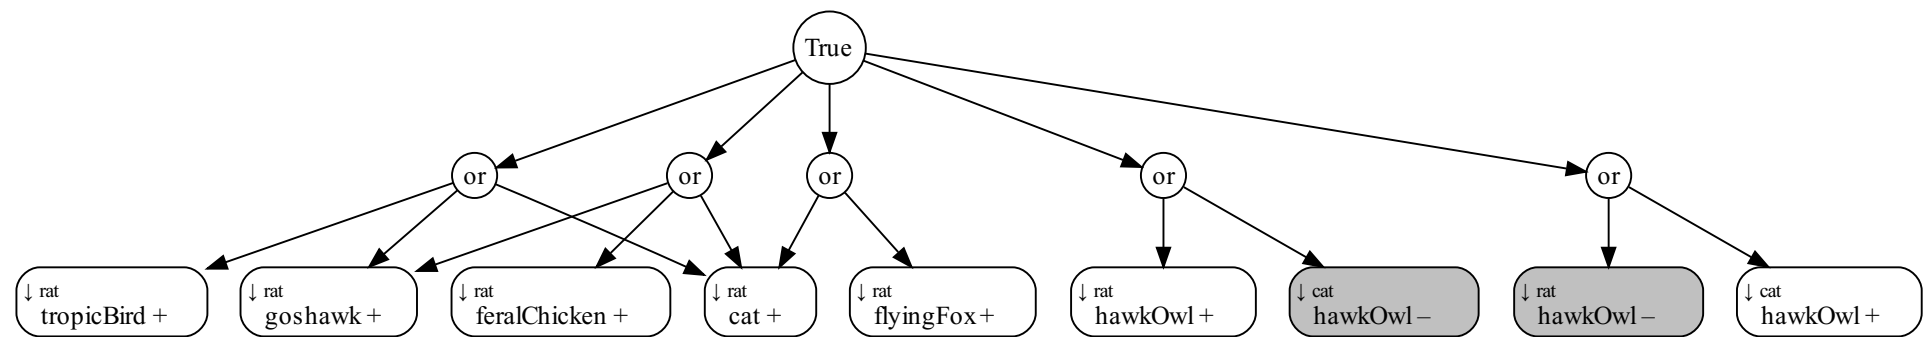 True
or
or
or
or
or
↓ rat
tropicBird +
↓ rat
goshawk +
↓ rat
feralChicken +
↓ rat
cat +
↓ rat
flyingFox +
↓ rat
hawkOwl +
↓ cat
hawkOwl –
↓ rat
hawkOwl –
↓ cat
hawkOwl +